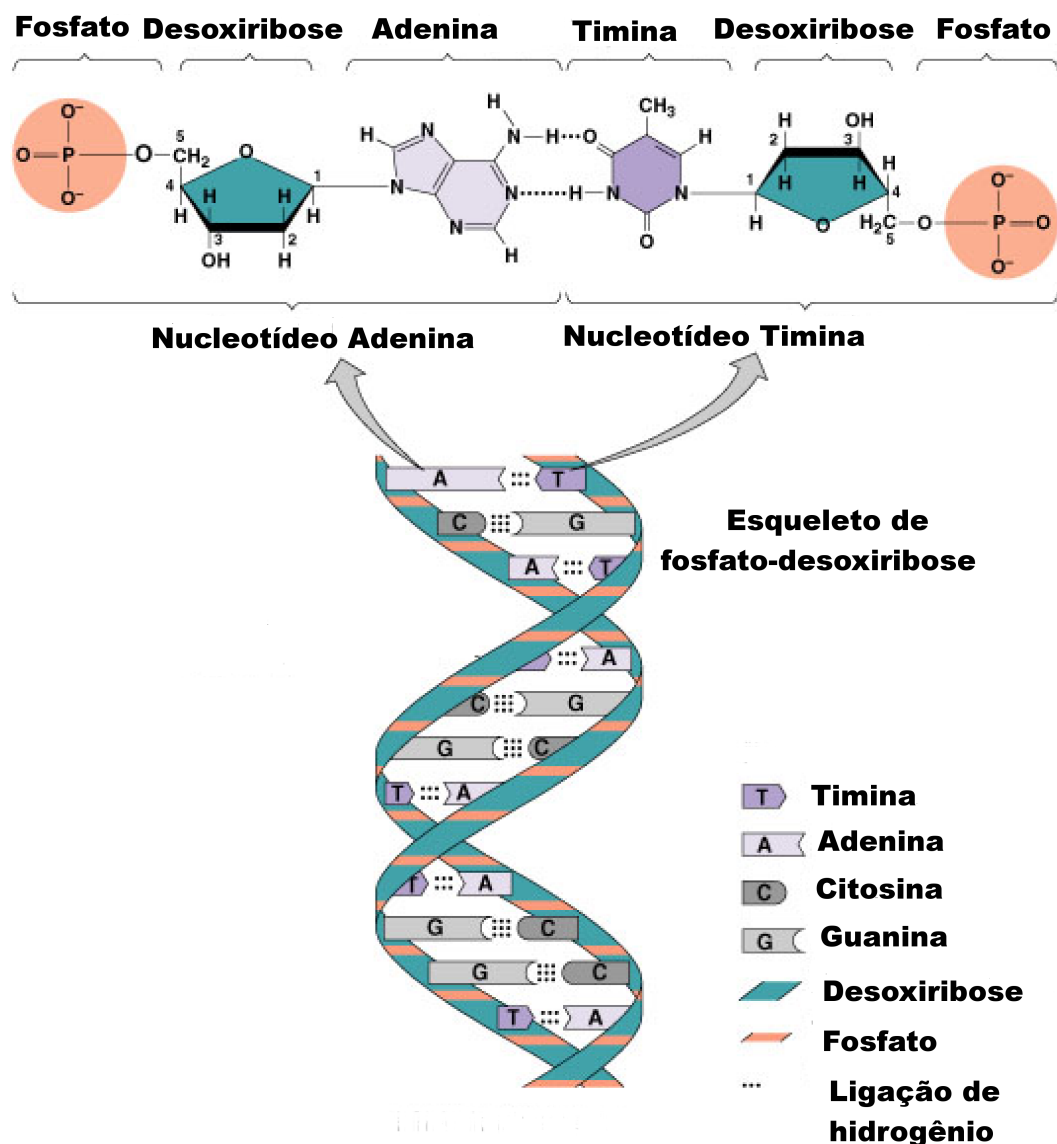 Fosfato Desoxiribose Adenina Timina Desoxiribose Fosfato
O⁻ O=P O⁻ O 5 CH₂ 4 H H 3 OH O 1 H 2 H
H N N N N H N H H
CH₃ O H H N N O
H 2 H OH 3 H H 4 1 H O H₂C 5 O O⁻ P=O O⁻
Nucleotídeo Adenina Nucleotídeo Timina
A T
C G
A T
Esqueleto de
fosfato-desoxiribose
A
C G
G C
T A
T A
G C
G C
T A
T Timina
A Adenina
C Citosina
G Guanina
Desoxiribose
Fosfato
Ligação de
hidrogênio